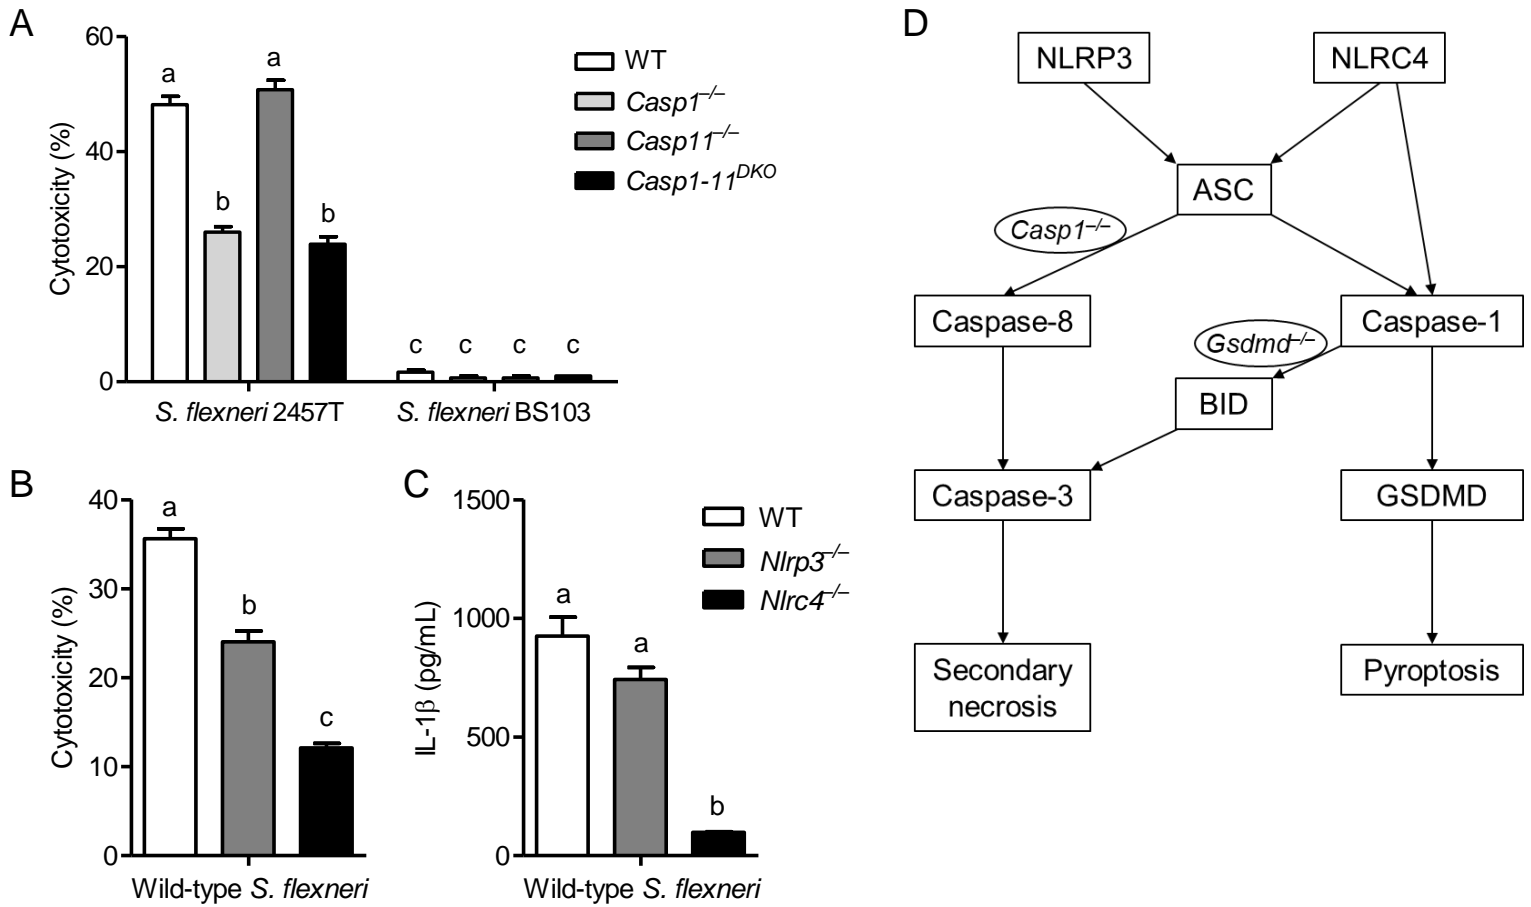 A
Cytotoxicity (%)
60
40
20
0
a
b
a
b
c
c
c
c
S. flexneri 2457T
S. flexneri BS103
WT
Casp1–/–
Casp11–/–
Casp1-11DKO
B
Cytotoxicity (%)
40
30
20
10
0
a
b
c
Wild-type S. flexneri
C
IL-1β (pg/mL)
1500
1000
500
0
a
a
b
Wild-type S. flexneri
WT
Nlrp3–/–
Nlrc4–/–
D
NLRP3
NLRC4
ASC
Casp1–/–
Caspase-8
Caspase-1
Gsdmd–/–
BID
Caspase-3
GSDMD
Secondary
necrosis
Pyroptosis